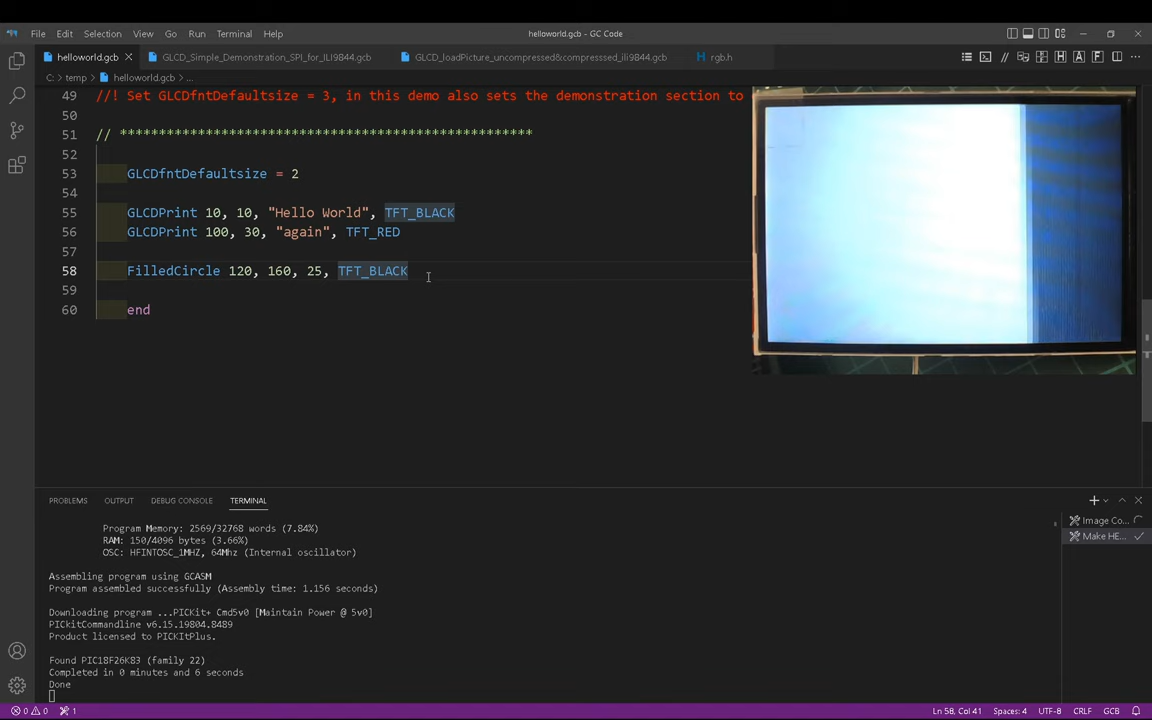 File Edit Selection View Go Run Terminal Help
helloworld.gcb - GC Code
helloworld.gcb GLCD_Simple_Demonstration_SPI_for_ILI9844.gcb GLCD_loadPicture_uncompressed&compresssed_ili9844.gcb H rgb.h
C: > temp > helloworld.gcb > ...
49 //! Set GLCDfntDefaultsize = 3, in this demo also sets the demonstration section to
50
51 // *****************************************************
52
53 GLCDfntDefaultsize = 2
54
55 GLCDPrint 10, 10, "Hello World", TFT_BLACK
56 GLCDPrint 100, 30, "again", TFT_RED
57
58 FilledCircle 120, 160, 25, TFT_BLACK
59
60 end
PROBLEMS OUTPUT DEBUG CONSOLE TERMINAL
Program Memory: 2569/32768 words (7.84%)
RAM: 150/4096 bytes (3.66%)
OSC: HFINTOSC_1MHZ, 64Mhz (Internal oscillator)
Assembling program using GCASM
Program assembled successfully (Assembly time: 1.156 seconds)
Downloading program ...PICKit+ Cmd5v0 [Maintain Power @ 5v0]
PICkitCommandline v6.15.19804.8489
Product licensed to PICKItPlus.
Found PIC18F26K83 (family 22)
Completed in 0 minutes and 6 seconds
Done
Image Co...
Make HE...
0 0 1 Ln 58, Col 41 Spaces: 4 UTF-8 CRLF GCB